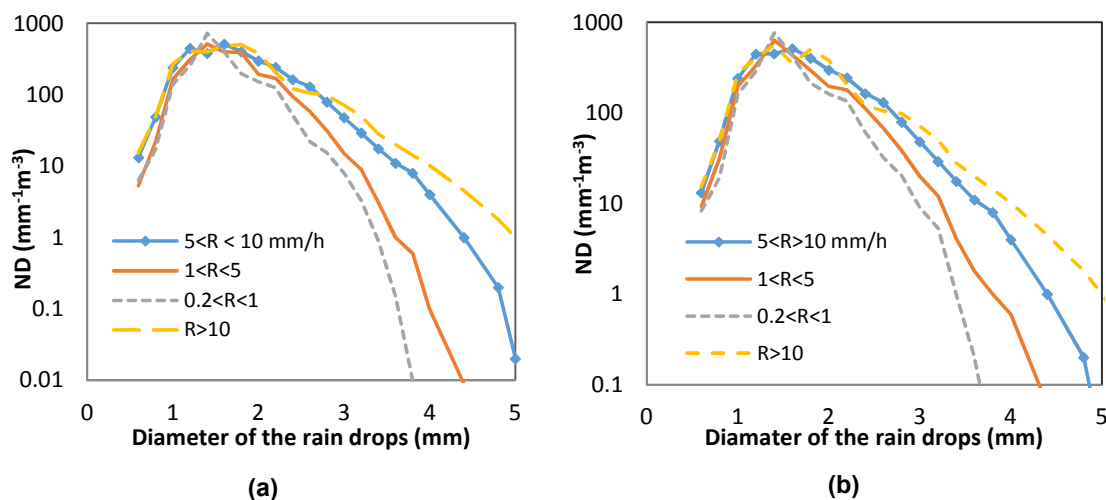 1000
100
10
1
0.1
0.01
ND (mm⁻¹m⁻³)
5<R < 10 mm/h
1<R<5
0.2<R<1
R>10
0 1 2 3 4 5
Diameter of the rain drops (mm)
(a)
1000
100
10
1
0.1
ND (mm⁻¹m⁻³)
5<R>10 mm/h
1<R<5
0.2<R<1
R>10
0 1 2 3 4 5
Diamater of the rain drops (mm)
(b)